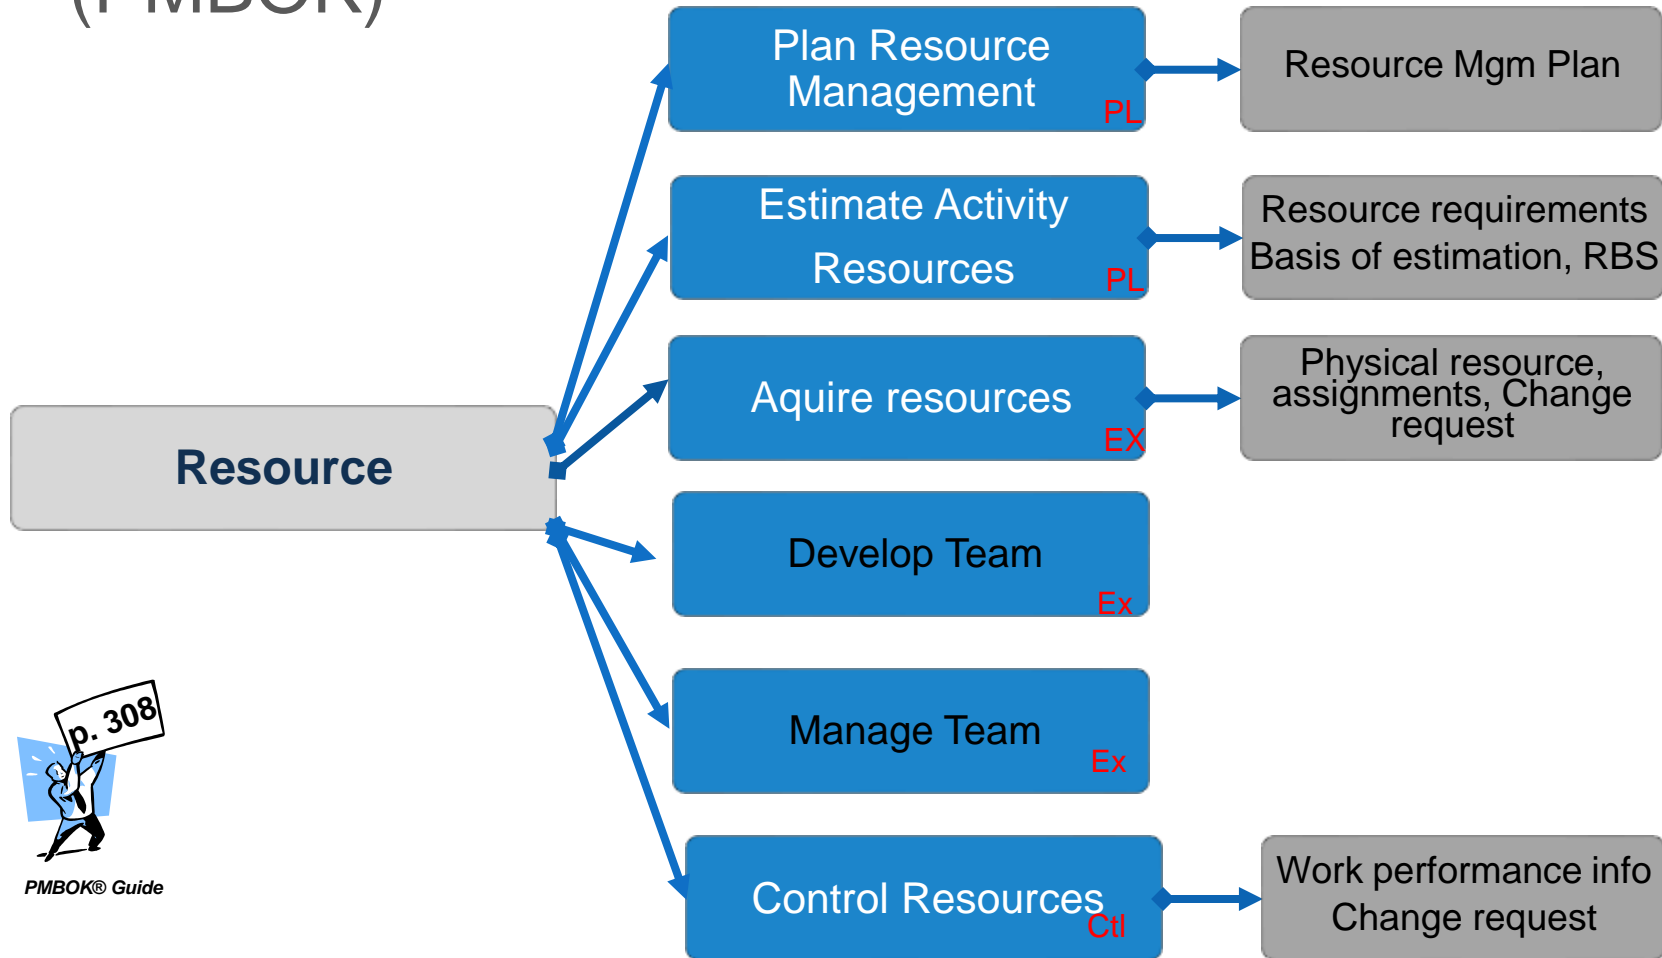 (PMBOK)
Plan Resource
Management
PL
Resource Mgm Plan
Estimate Activity
Resources
PL
Resource requirements
Basis of estimation, RBS
Aquire resources
EX
Physical resource,
assignments, Change
request
Resource
Develop Team
Ex
Manage Team
Ex
Control Resources
Ctl
Work performance info
Change request
p. 308
PMBOK® Guide